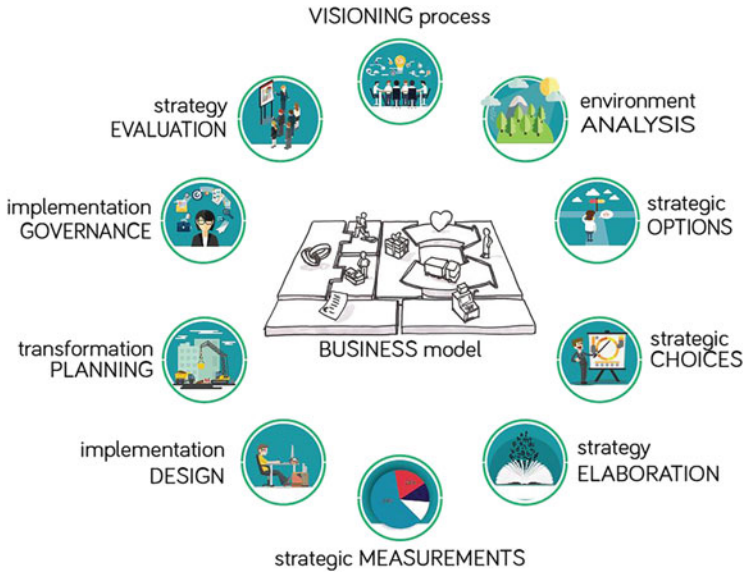 VISIONING process
environment
ANALYSIS
strategic
OPTIONS
strategic
CHOICES
strategy
ELABORATION
strategic MEASUREMENTS
implementation
DESIGN
transformation
PLANNING
implementation
GOVERNANCE
strategy
EVALUATION
BUSINESS model